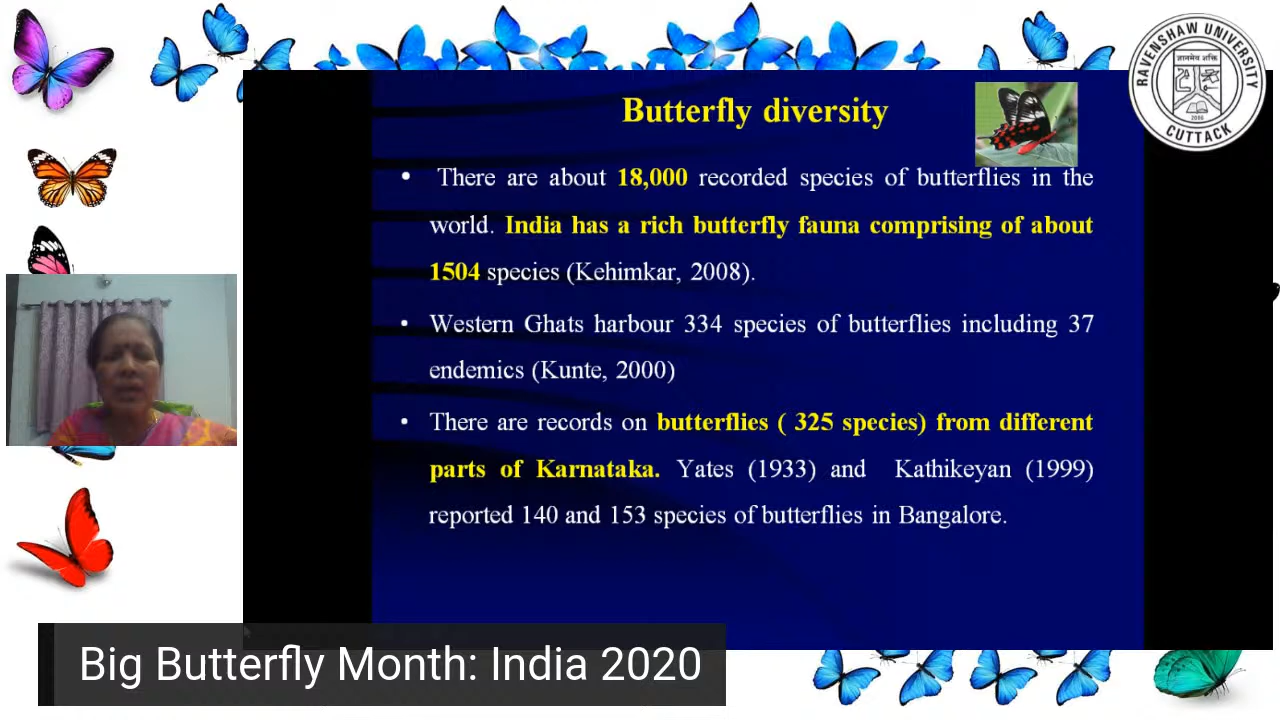 RAVENSHAW UNIVERSITY
ज्ञानमेव शक्तिः
2006
CUTTACK
Butterfly diversity
• There are about 18,000 recorded species of butterflies in the
world. India has a rich butterfly fauna comprising of about
1504 species (Kehimkar, 2008).
• Western Ghats harbour 334 species of butterflies including 37
endemics (Kunte, 2000)
• There are records on butterflies ( 325 species) from different
parts of Karnataka. Yates (1933) and Kathikeyan (1999)
reported 140 and 153 species of butterflies in Bangalore.
Big Butterfly Month: India 2020